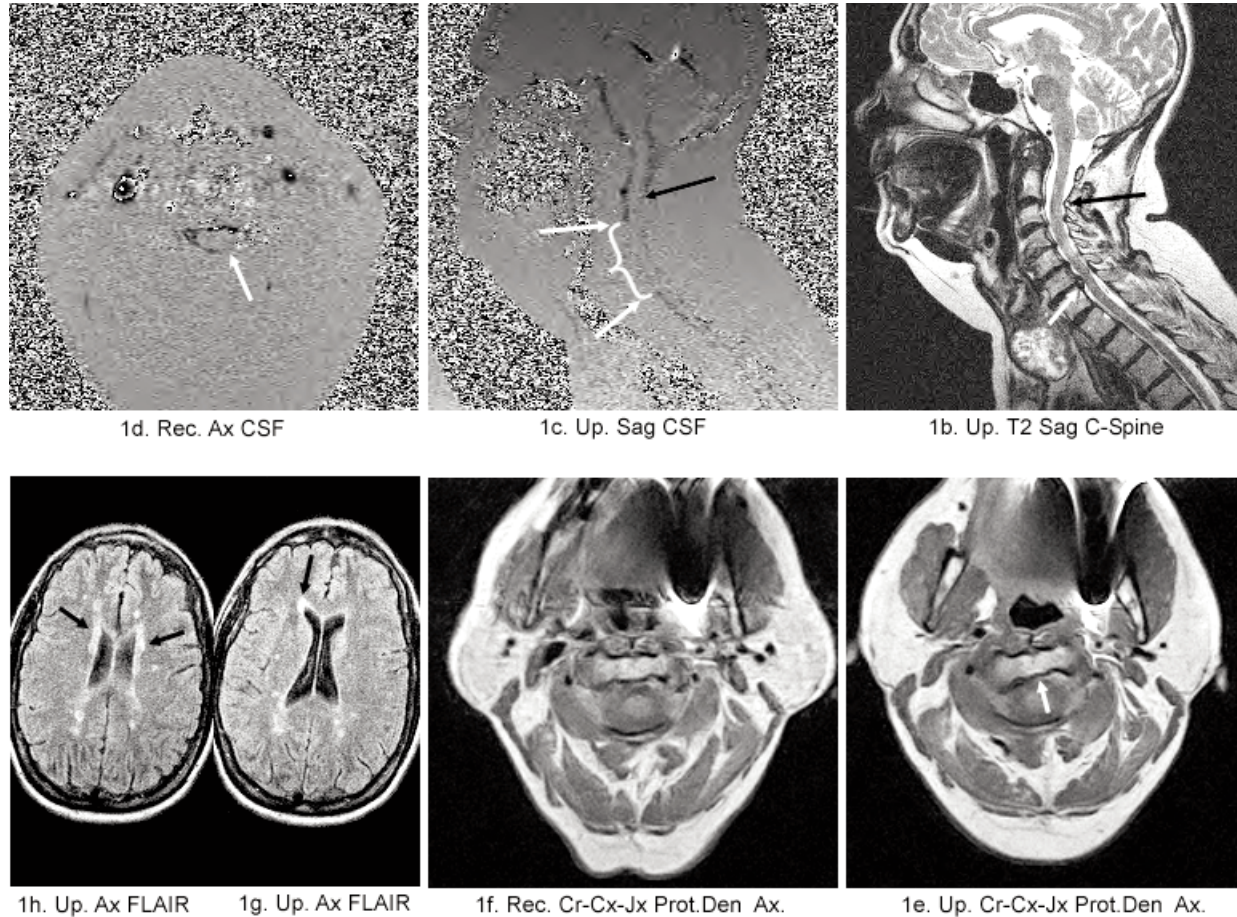 1d. Rec. Ax CSF
1c. Up. Sag CSF
1b. Up. T2 Sag C-Spine
1h. Up. Ax FLAIR
1g. Up. Ax FLAIR
1f. Rec. Cr-Cx-Jx Prot.Den Ax.
1e. Up. Cr-Cx-Jx Prot.Den Ax.